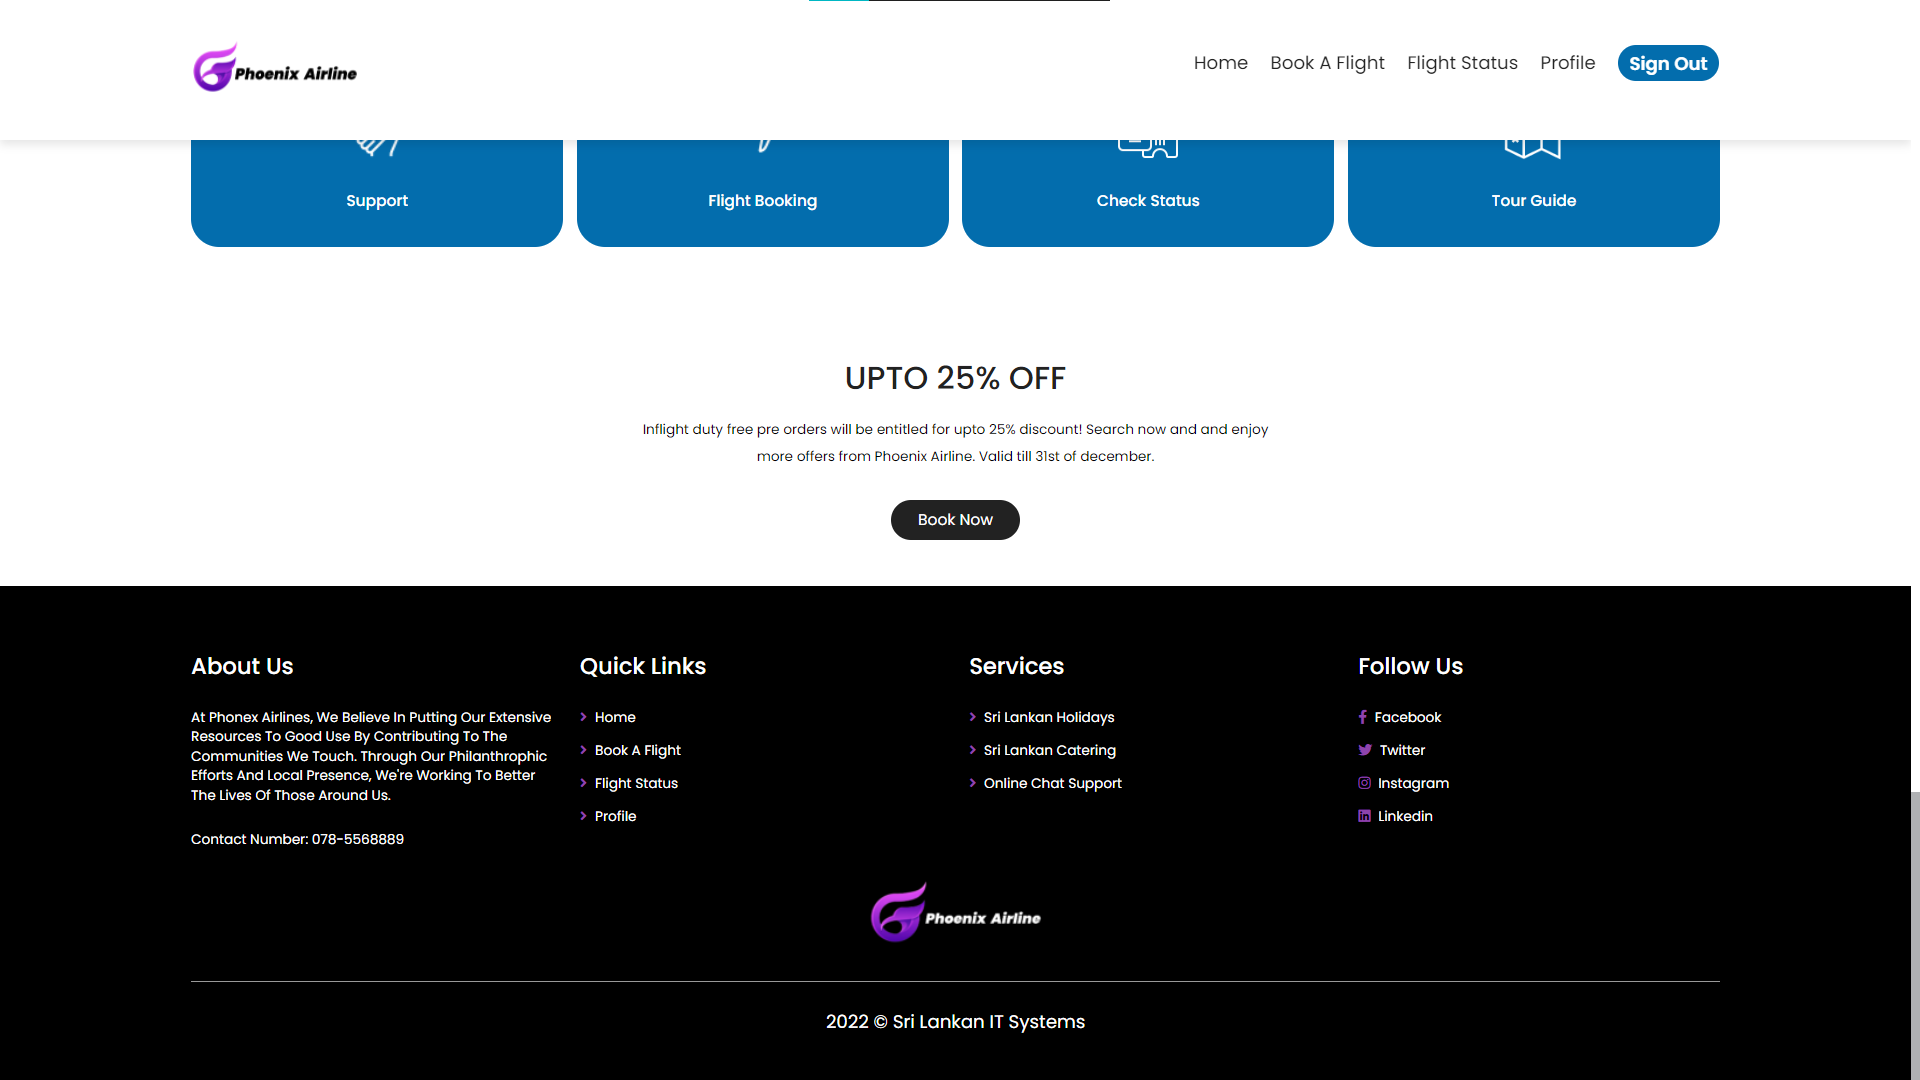 Phoenix Airline
Home
Book A Flight
Flight Status
Profile
Sign Out
Support
Flight Booking
Check Status
Tour Guide
UPTO 25% OFF
Inflight duty free pre orders will be entitled for upto 25% discount! Search now and and enjoy
more offers from Phoenix Airline. Valid till 31st of december.
Book Now
About Us
At Phonex Airlines, We Believe In Putting Our Extensive
Resources To Good Use By Contributing To The
Communities We Touch. Through Our Philanthrophic
Efforts And Local Presence, We're Working To Better
The Lives Of Those Around Us.
Contact Number: 078-5568889
Quick Links
Home
Book A Flight
Flight Status
Profile
Services
Sri Lankan Holidays
Sri Lankan Catering
Online Chat Support
Follow Us
Facebook
Twitter
Instagram
Linkedin
Phoenix Airline
2022 © Sri Lankan IT Systems